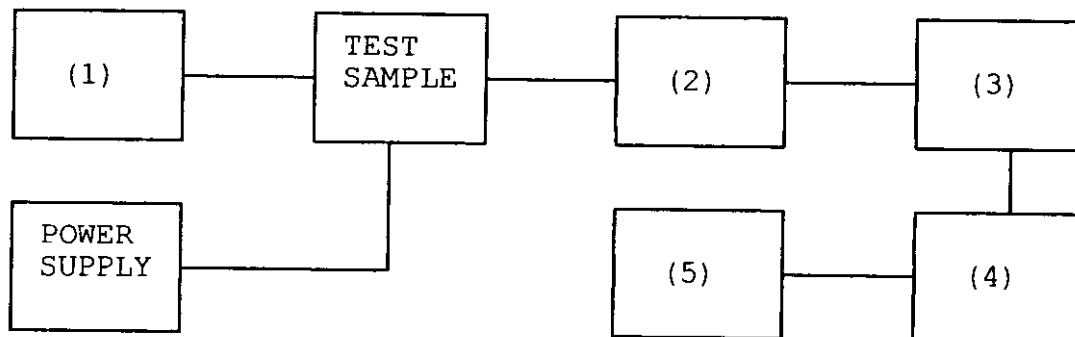 (1)
TEST
SAMPLE
(2)
(3)
POWER
SUPPLY
(5)
(4)